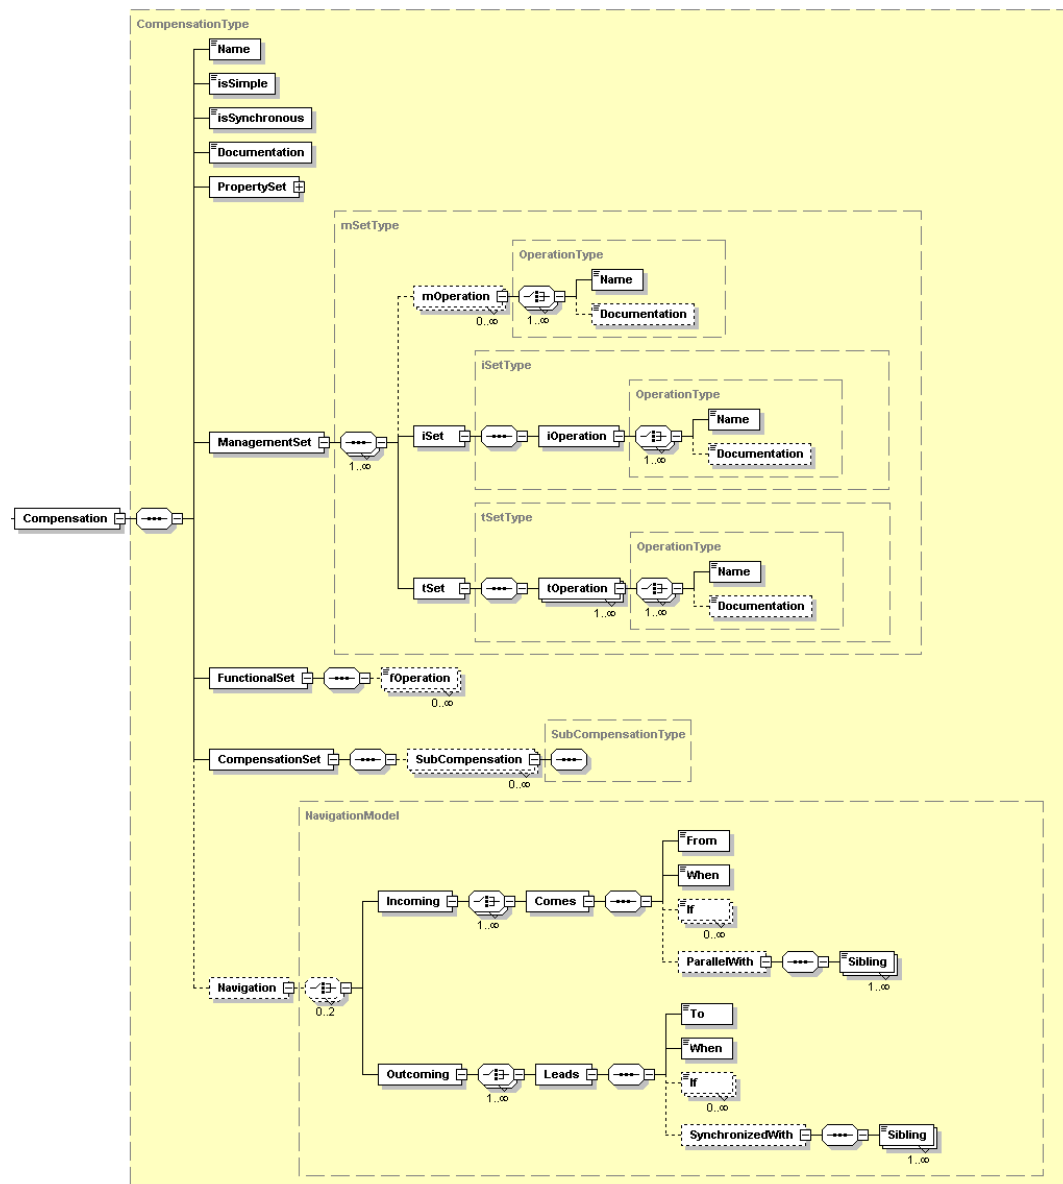 CompensationType
Name
isSimple
isSynchronous
Documentation
PropertySet
mSetType
OperationType
mOperation
0..∞
1..∞
Name
Documentation
iSetType
OperationType
ManagementSet
1..∞
iSet
iOperation
1..∞
Name
Documentation
Compensation
tSetType
OperationType
tSet
tOperation
1..∞
1..∞
Name
Documentation
FunctionalSet
fOperation
0..∞
SubCompensationType
CompensationSet
SubCompensation
0..∞
NavigationModel
From
When
Incoming
1..∞
Comes
If
0..∞
ParallelWith
Sibling
1..∞
Navigation
0..2
To
When
Outcoming
1..∞
Leads
If
0..∞
SynchronizedWith
Sibling
1..∞